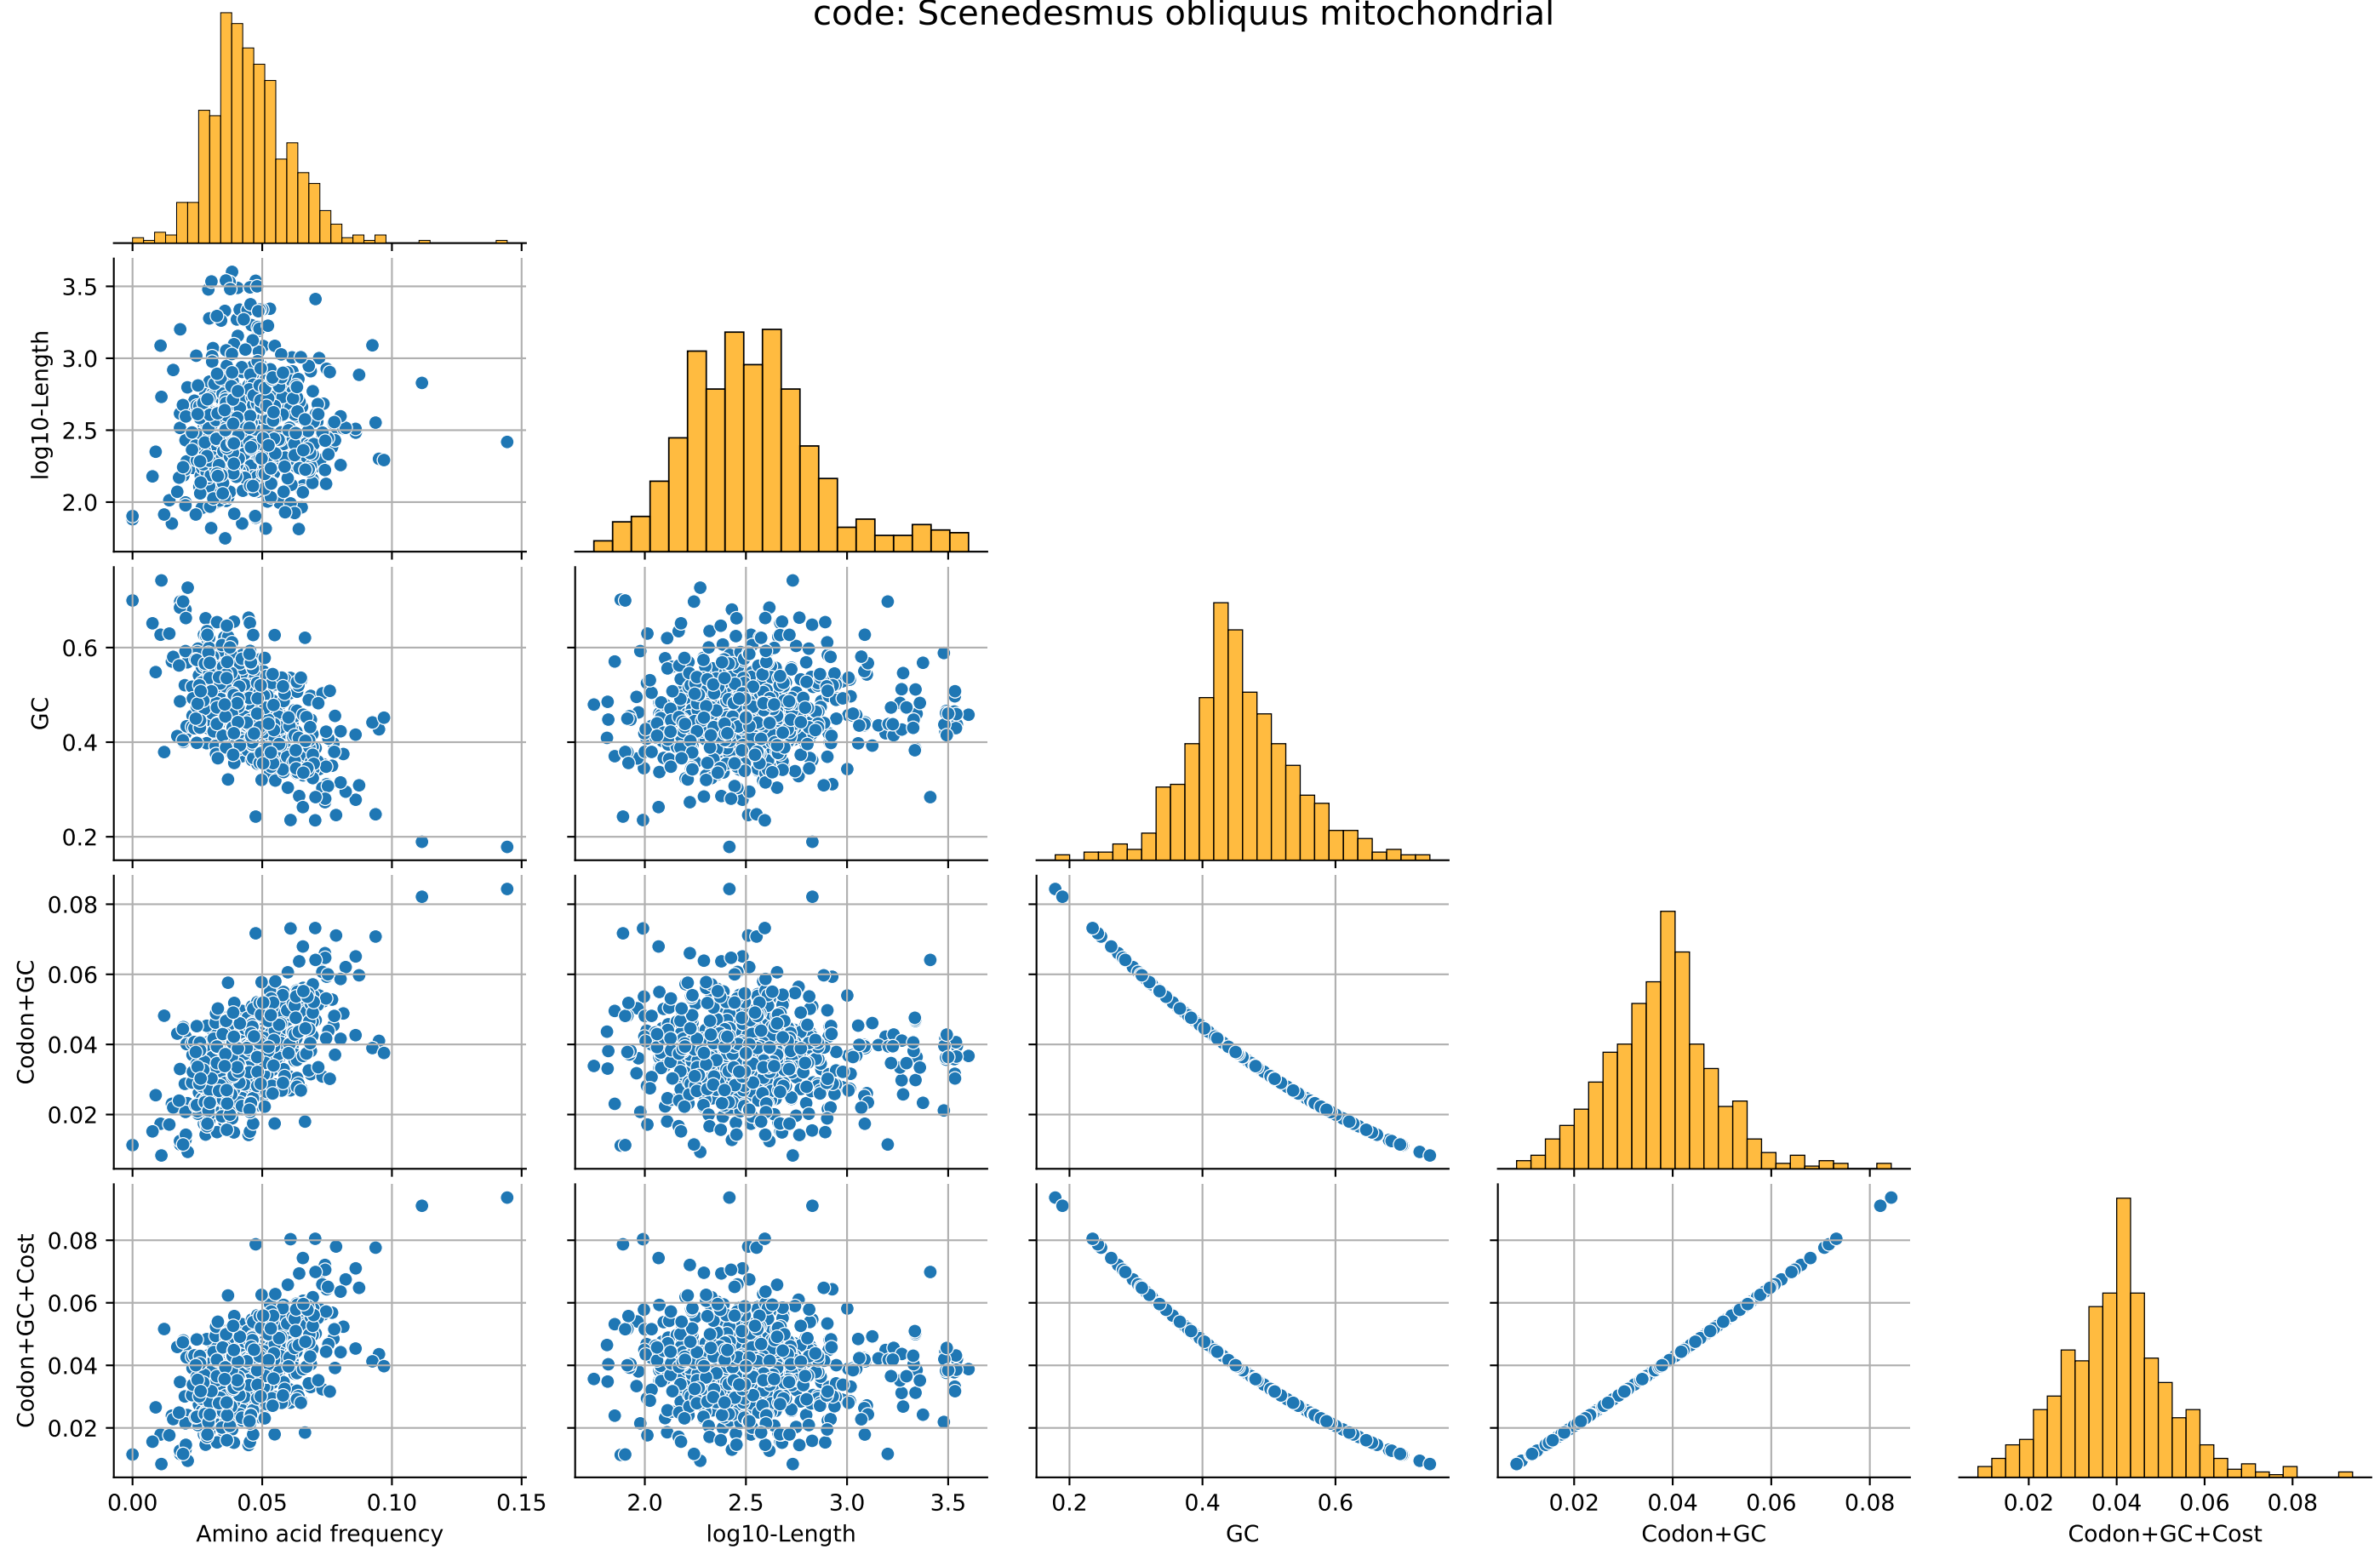 code: Scenedesmus obliquus mitochondrial
3.5
3.0
2.5
2.0
log10-Length
0.6
0.4
0.2
GC
0.08
0.06
0.04
0.02
Codon+GC
0.08
0.06
0.04
0.02
Codon+GC+Cost
0.00 0.05 0.10 0.15 2.0 2.5 3.0 3.5 0.2 0.4 0.6 0.02 0.04 0.06 0.08 0.02 0.04 0.06 0.08
Amino acid frequency log10-Length GC Codon+GC Codon+GC+Cost